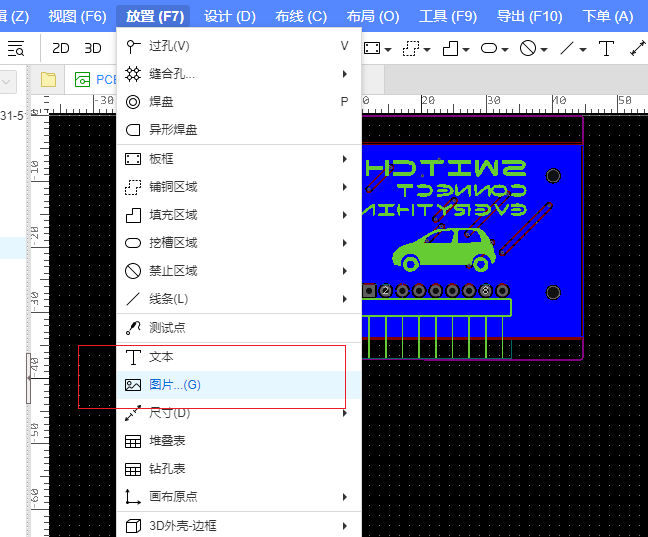 辑 (Z) 视图 (F6) 放置 (F7) 设计 (D) 布线 (C) 布局 (O) 工具 (F9) 导出 (F10) 下单 (A)
2D 3D
过孔(V) V
缝合孔...
焊盘 P
异形焊盘
板框
铺铜区域
填充区域
挖槽区域
禁止区域
线条(L)
测试点
文本
图片...(G)
尺寸(D)
堆叠表
钻孔表
画布原点
3D外壳-边框
PCB
31-5
-30 0 20 30 40 50
0
-10
-20
-30
-40
-50
-60
SWITCH
CONNECT
EVERYTHIN
2 8